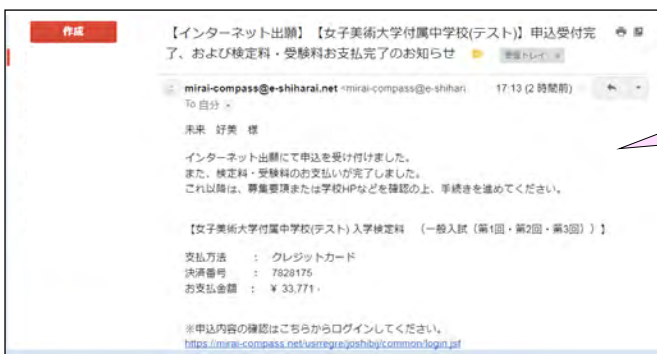 作成
【インターネット出願】【女子美術大学付属中学校(テスト)】申込受付完
了、および検定料・受験料お支払完了のお知らせ
受信トレイ x
mirai-compass@e-shiharai.net <mirai-compass@e-shihari.
17:13 (2 時間前)
To 自分
未来 好美 様
インターネット出願にて申込を受け付けました。
また、検定料・受験料のお支払いが完了しました。
これ以降は、募集要項または学校HPなどを確認の上、手続きを進めてください。
【女子美術大学付属中学校(テスト) 入学検定料 (一般入試(第1回・第2回・第3回))】
支払方法 : クレジットカード
決済番号 : 7828175
お支払金額 : ¥ 33,771
※申込内容の確認はこちらからログインしてください。
https://mirai-compass.net/usrregre/joshibij/common/login.jsf